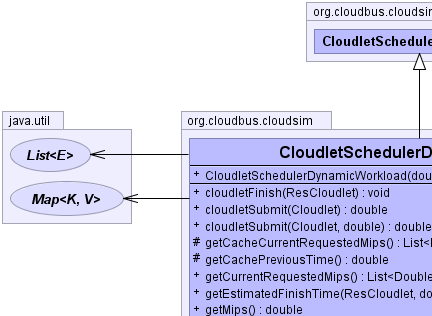 org.cloudbus.cloudsim
CloudletScheduler
java.util
List<E>
Map<K, V>
org.cloudbus.cloudsim
CloudletSchedulerD
+ CloudletSchedulerDynamicWorkload(dou
+ cloudletFinish(ResCloudlet) : void
+ cloudletSubmit(Cloudlet) : double
+ cloudletSubmit(Cloudlet, double) : double
# getCacheCurrentRequestedMips() : List<
# getCachePreviousTime() : double
+ getCurrentRequestedMips() : List<Double
+ getEstimatedFinishTime(ResCloudlet, do
+ getMips() : double